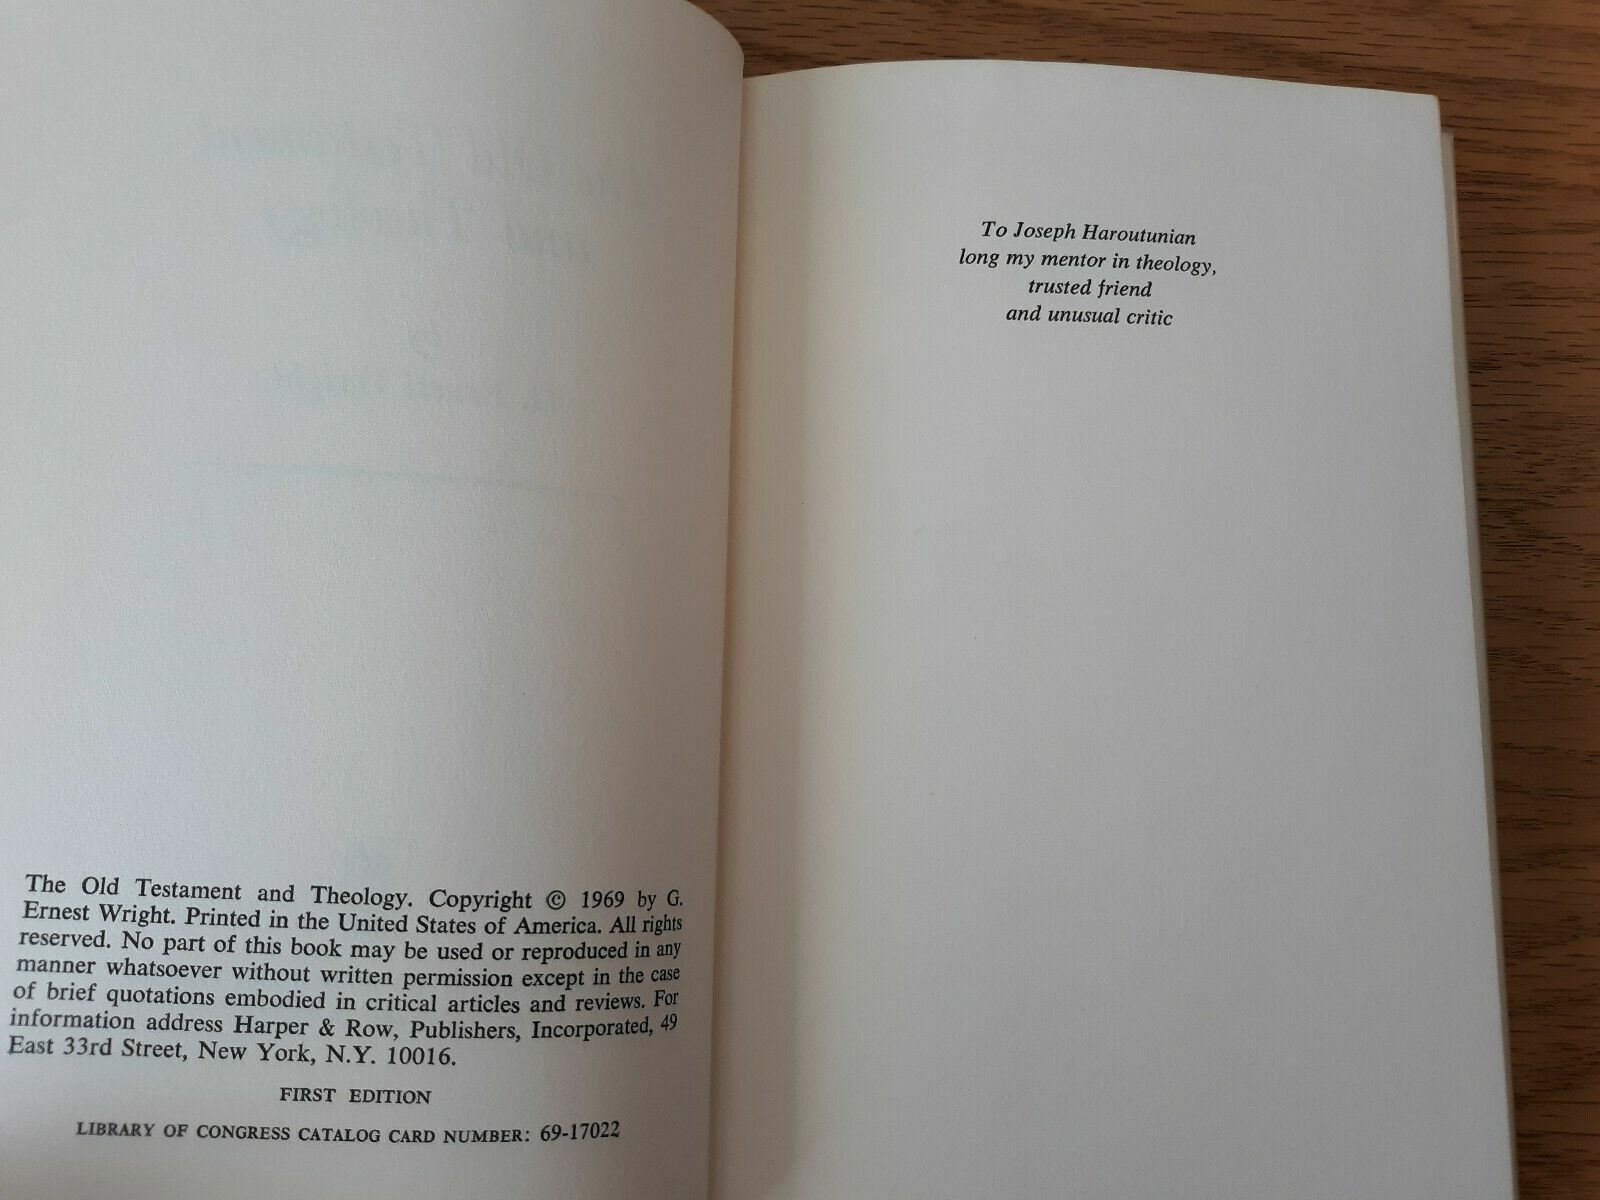 The Old Testament and Theology. Copyright © 1969 by G.
Ernest Wright. Printed in the United States of America. All rights
reserved. No part of this book may be used or reproduced in any
manner whatsoever without written permission except in the case
of brief quotations embodied in critical articles and reviews. For
information address Harper & Row, Publishers, Incorporated, 49
East 33rd Street, New York, N.Y. 10016.
FIRST EDITION
LIBRARY OF CONGRESS CATALOG CARD NUMBER: 69-17022
To Joseph Haroutunian
long my mentor in theology,
trusted friend
and unusual critic